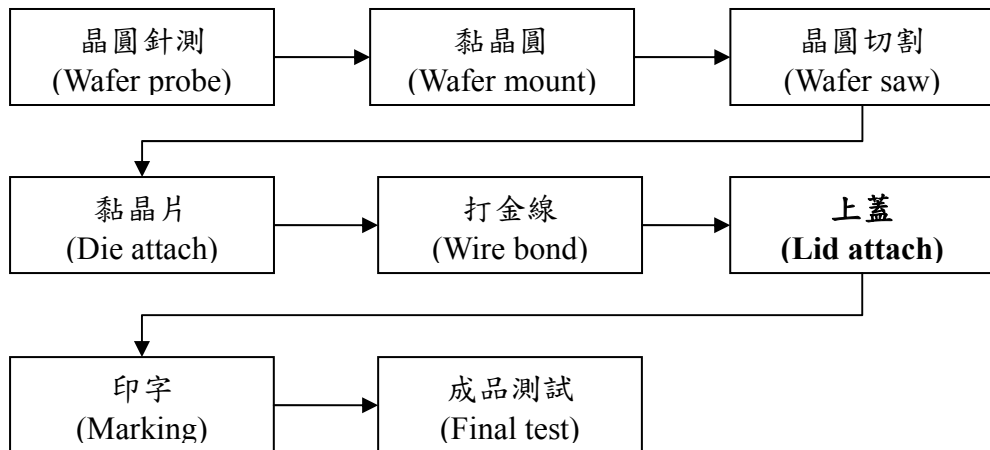 晶圓針測
(Wafer probe)
黏晶圓
(Wafer mount)
晶圓切割
(Wafer saw)
黏晶片
(Die attach)
打金線
(Wire bond)
上蓋
(Lid attach)
印字
(Marking)
成品測試
(Final test)